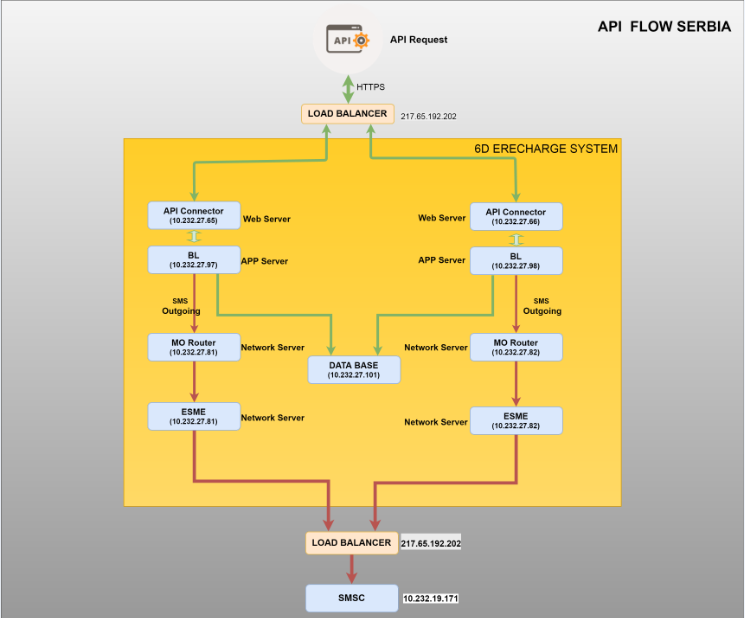 API FLOW SERBIA
API
API Request
HTTPS
LOAD BALANCER
217.65.192.202
6D ERECHARGE SYSTEM
API Connector
(10.232.27.65)
Web Server
Web Server
API Connector
(10.232.27.66)
BL
(10.232.27.97)
APP Server
APP Server
BL
(10.232.27.98)
SMS
Outgoing
SMS
Outgoing
MO Router
(10.232.27.81)
Network Server
Network Server
MO Router
(10.232.27.82)
DATA BASE
(10.232.27.101)
ESME
(10.232.27.81)
Network Server
Network Server
ESME
(10.232.27.82)
LOAD BALANCER
217.65.192.202
SMSC
10.232.19.171